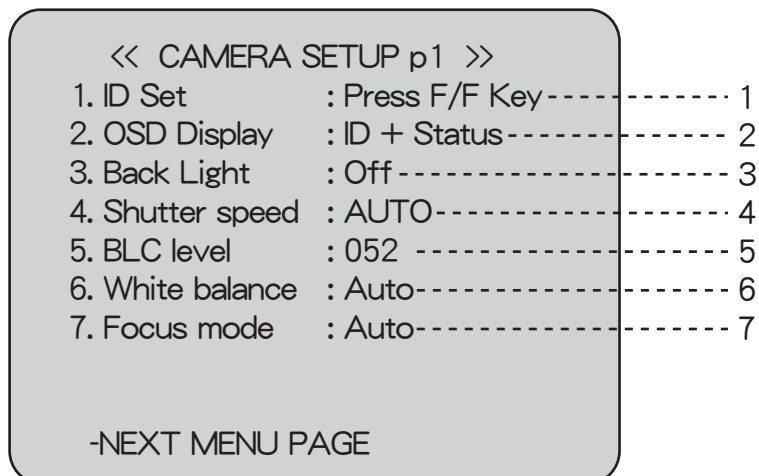 << CAMERA SETUP p1 >>
1. ID Set : Press F/F Key ----------- 1
2. OSD Display : ID + Status ------------- 2
3. Back Light : Off -------------------- 3
4. Shutter speed : AUTO ----------------- 4
5. BLC level : 052 ------------------- 5
6. White balance : Auto ------------------- 6
7. Focus mode : Auto ------------------- 7
-NEXT MENU PAGE